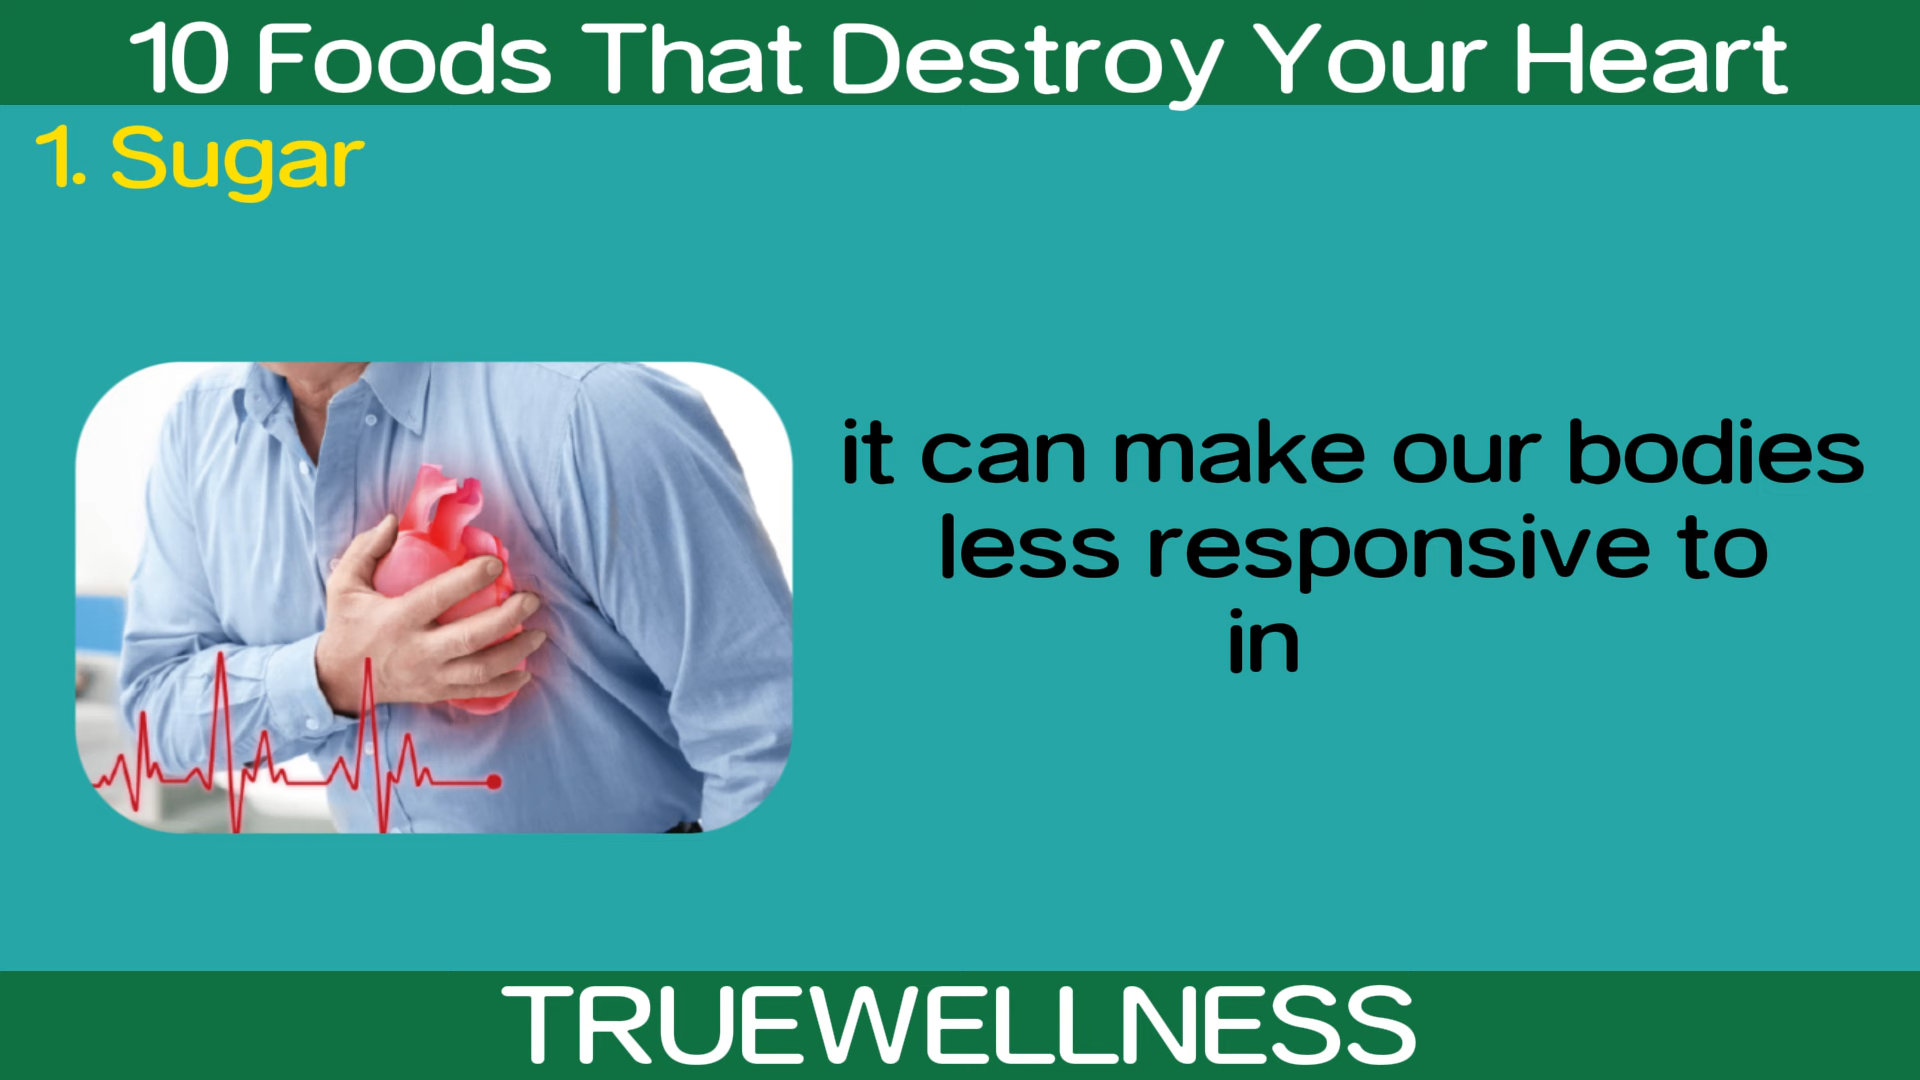 10 Foods That Destroy Your Heart
1. Sugar
it can make our bodies
less responsive to
in
TRUEWELLNESS